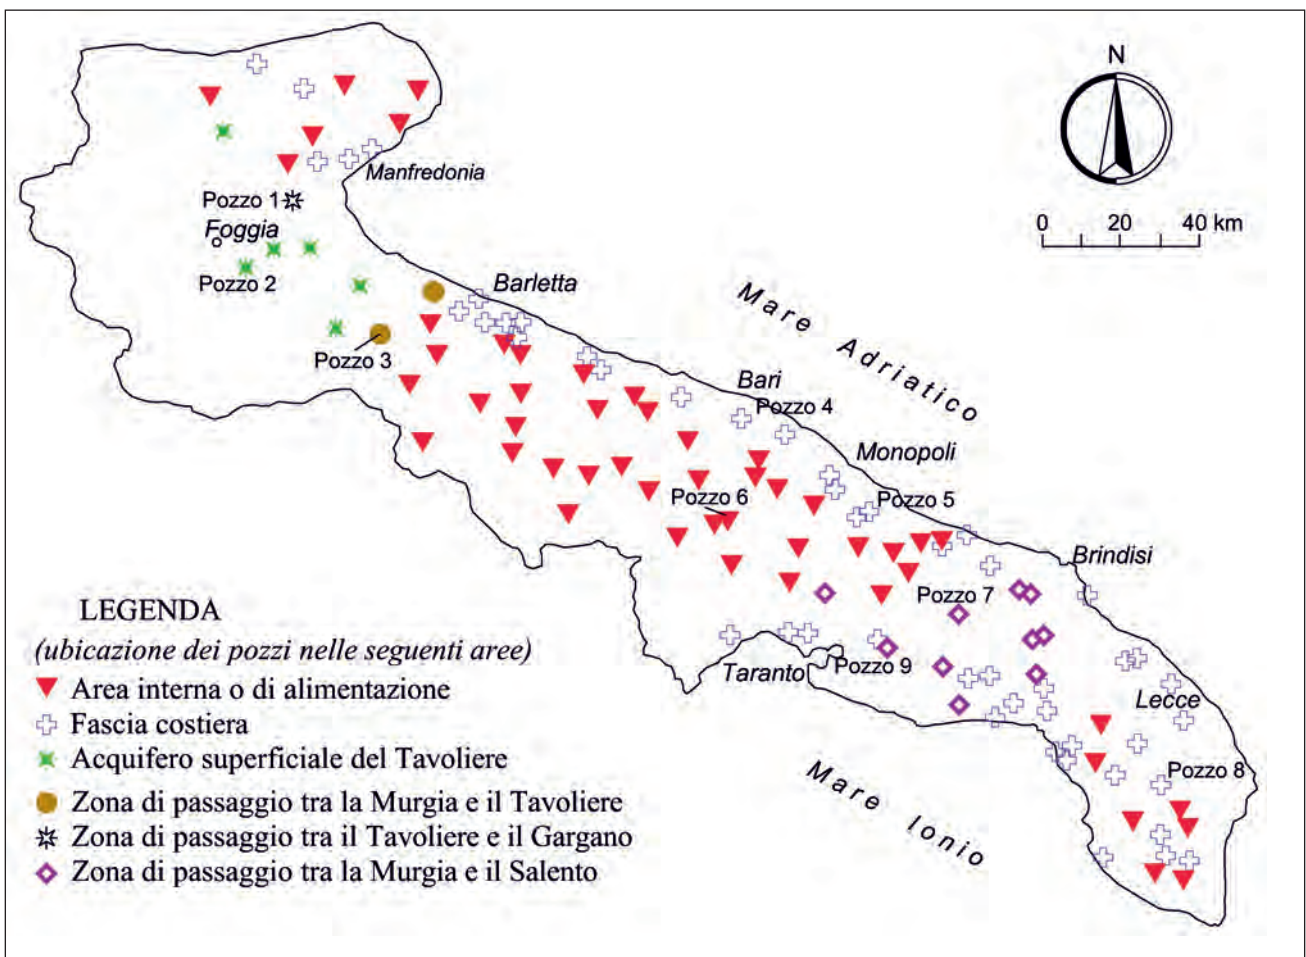 N
0 20 40 km
Manfredonia
Pozzo 1
Foggia
Pozzo 2
Barletta
Pozzo 3
Mare Adriatico
Bari
Pozzo 4
Monopoli
Pozzo 6
Pozzo 5
Brindisi
Pozzo 7
Taranto
Pozzo 9
Lecce
Pozzo 8
Mare Ionio
LEGENDA
(ubicazione dei pozzi nelle seguenti aree)
Area interna o di alimentazione
Fascia costiera
Acquifero superficiale del Tavoliere
Zona di passaggio tra la Murgia e il Tavoliere
Zona di passaggio tra il Tavoliere e il Gargano
Zona di passaggio tra la Murgia e il Salento